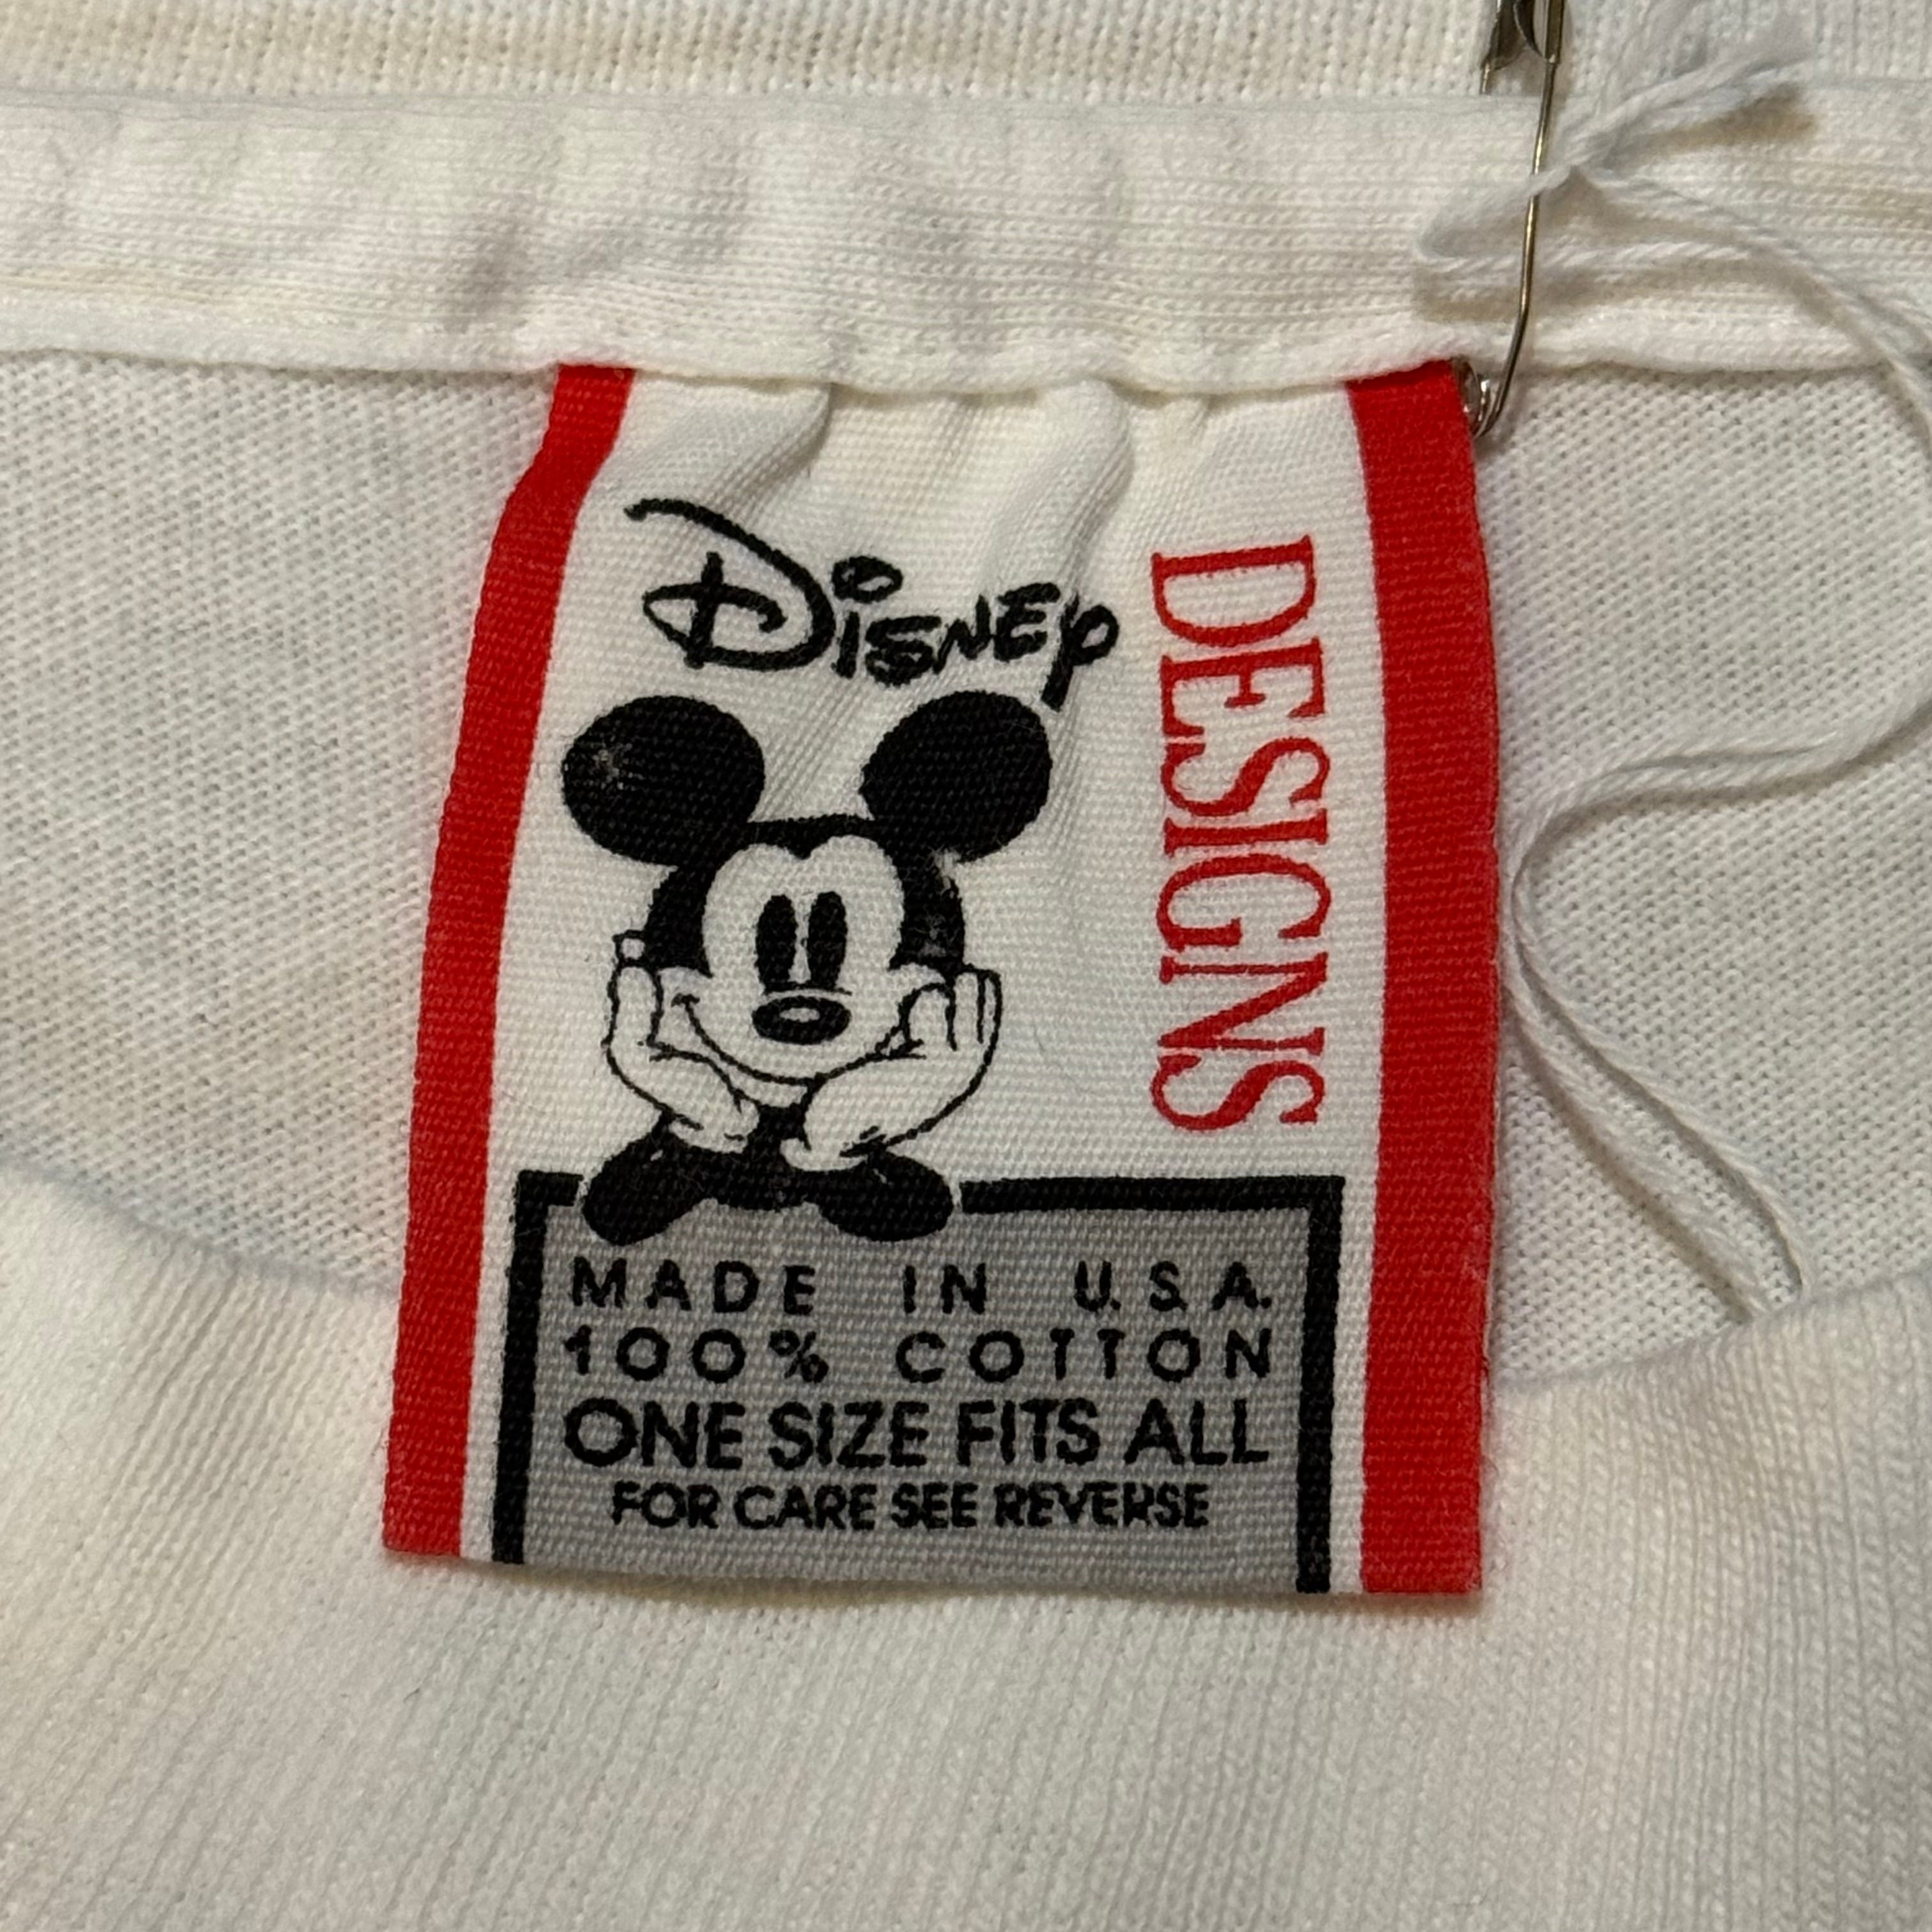 Disney
DESIGNS
MADE IN U.S.A.
100% COTTON
ONE SIZE FITS ALL
FOR CARE SEE REVERSE